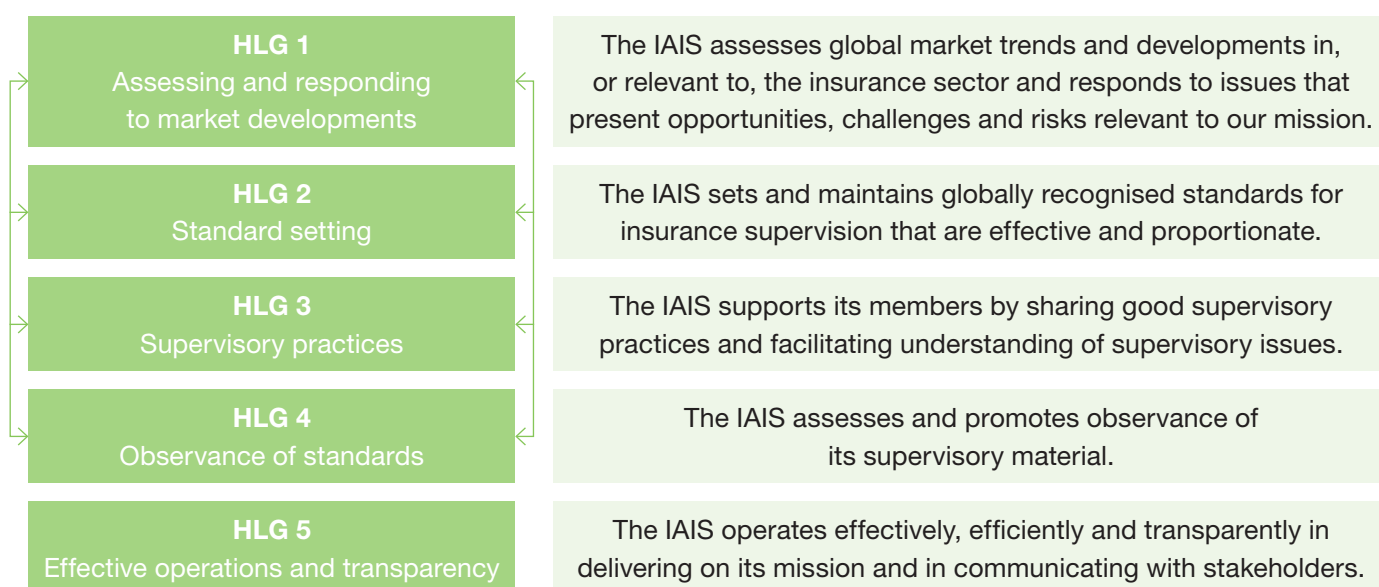 HLG 1
Assessing and responding
to market developments
The IAIS assesses global market trends and developments in,
or relevant to, the insurance sector and responds to issues that
present opportunities, challenges and risks relevant to our mission.
HLG 2
Standard setting
The IAIS sets and maintains globally recognised standards for
insurance supervision that are effective and proportionate.
HLG 3
Supervisory practices
The IAIS supports its members by sharing good supervisory
practices and facilitating understanding of supervisory issues.
HLG 4
Observance of standards
The IAIS assesses and promotes observance of
its supervisory material.
HLG 5
Effective operations and transparency
The IAIS operates effectively, efficiently and transparently in
delivering on its mission and in communicating with stakeholders.